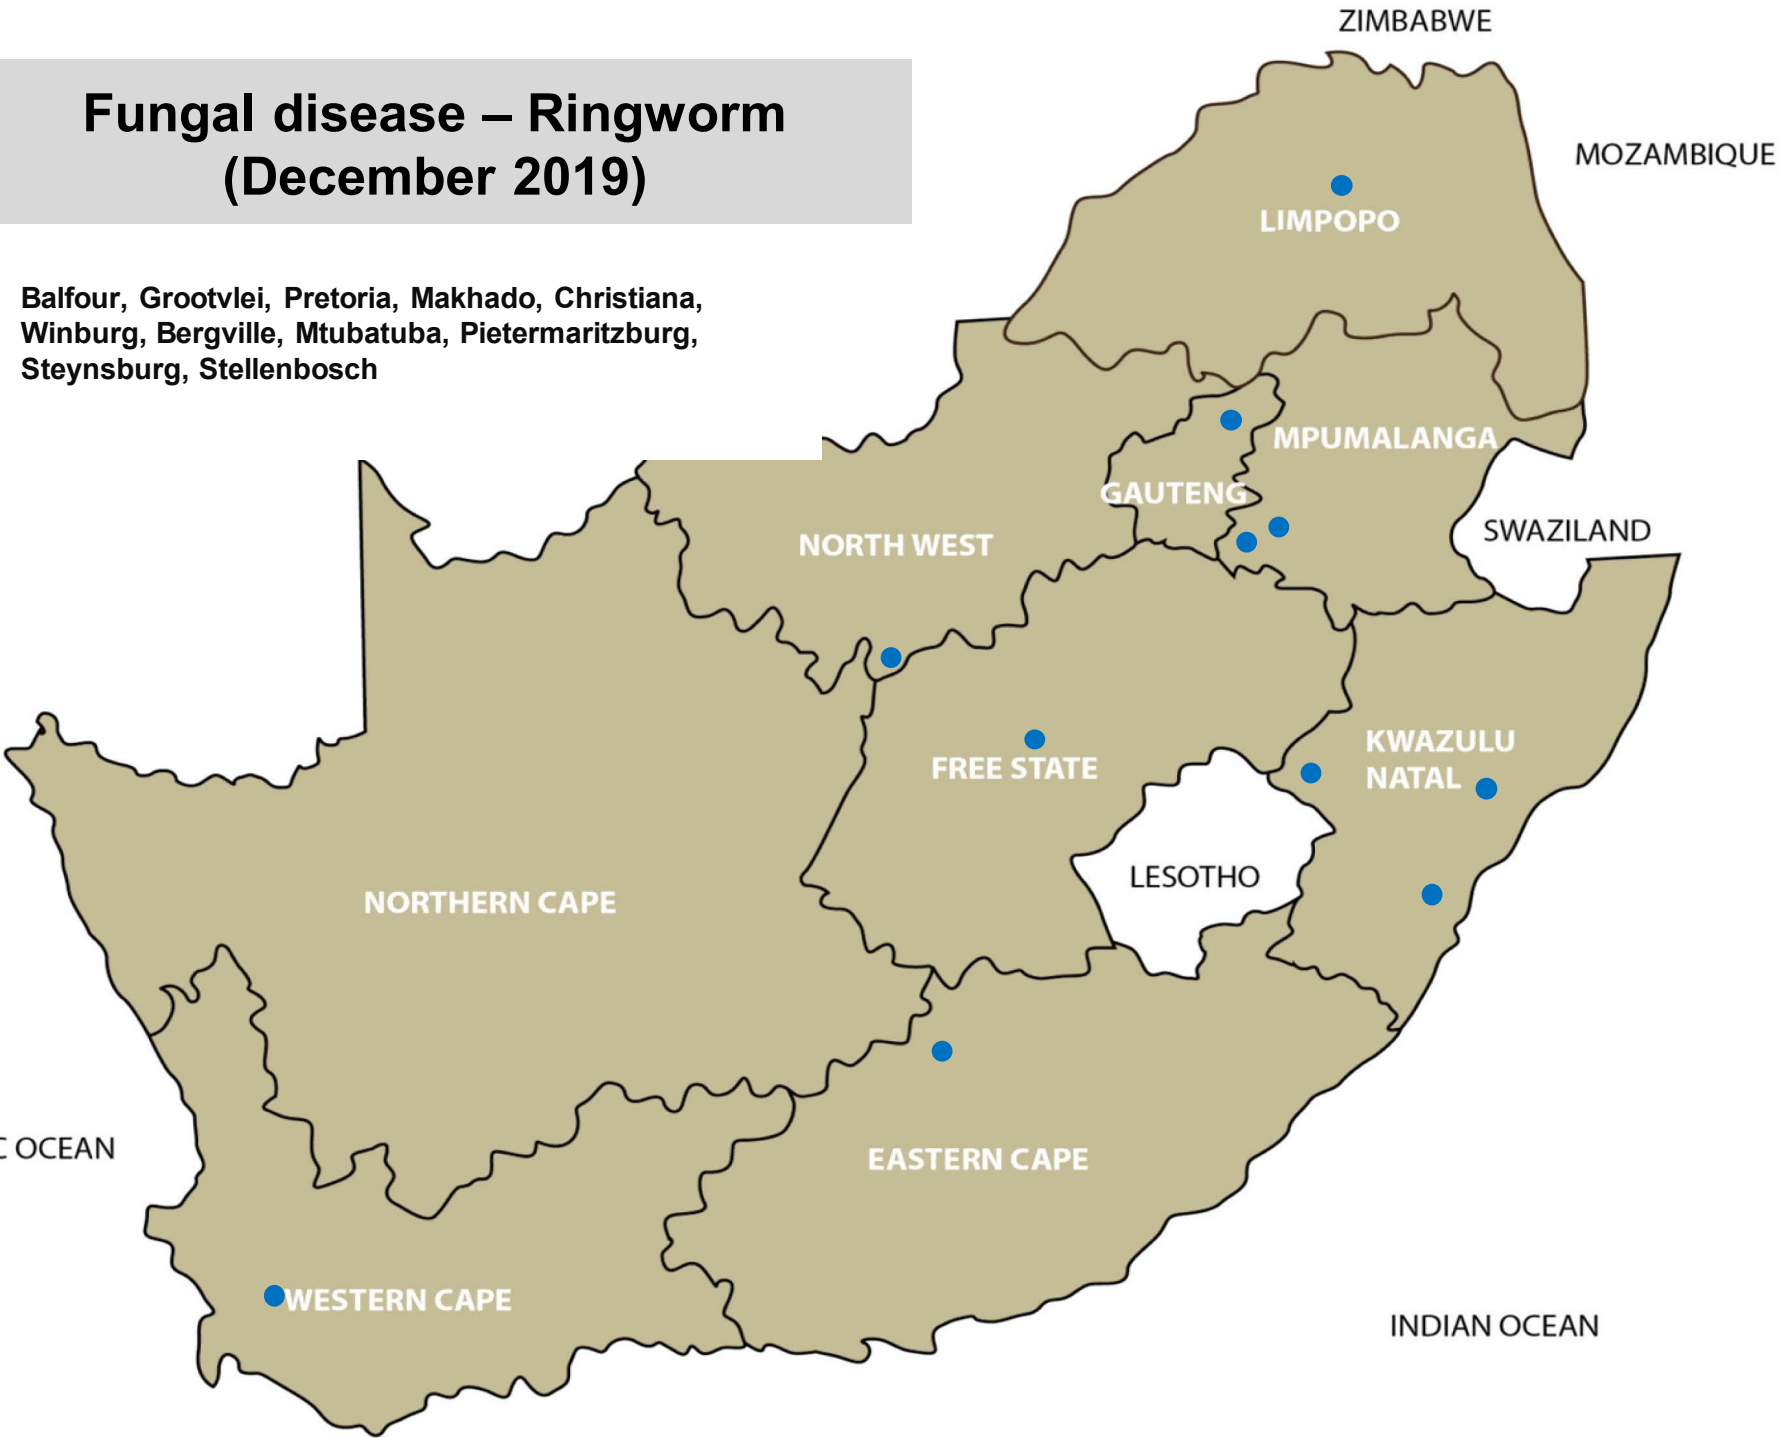 ZIMBABWE
Fungal disease – Ringworm
(December 2019)
MOZAMBIQUE
LIMPOPO
Balfour, Grootvlei, Pretoria, Makhado, Christiana,
Winburg, Bergville, Mtubatuba, Pietermaritzburg,
Steynsburg, Stellenbosch
MPUMALANGA
GAUTENG
SWAZILAND
NORTH WEST
KWAZULU
NATAL
FREE STATE
LESOTHO
NORTHERN CAPE
C OCEAN
EASTERN CAPE
WESTERN CAPE
INDIAN OCEAN